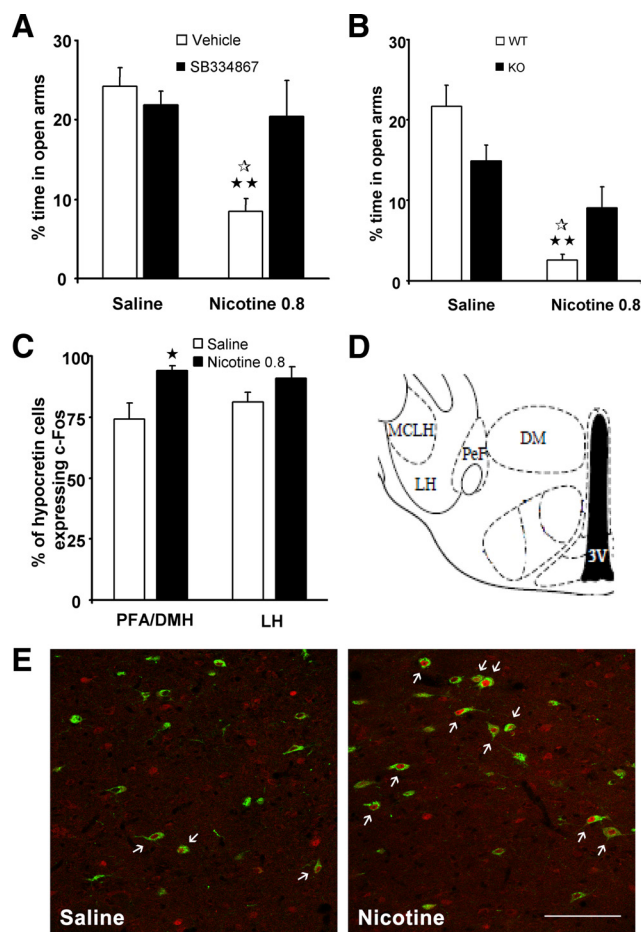 A
% time in open arms
30
20
10
0
Vehicle
SB334867
☆
★★
Saline
Nicotine 0.8
B
% time in open arms
30
20
10
0
WT
KO
☆
★★
Saline
Nicotine 0.8
C
% of hypocretin cells
expressing c-Fos
100
75
50
25
0
Saline
Nicotine 0.8
★
PFA/DMH
LH
D
MCLH
PeF
DM
LH
3V
E
Saline
Nicotine